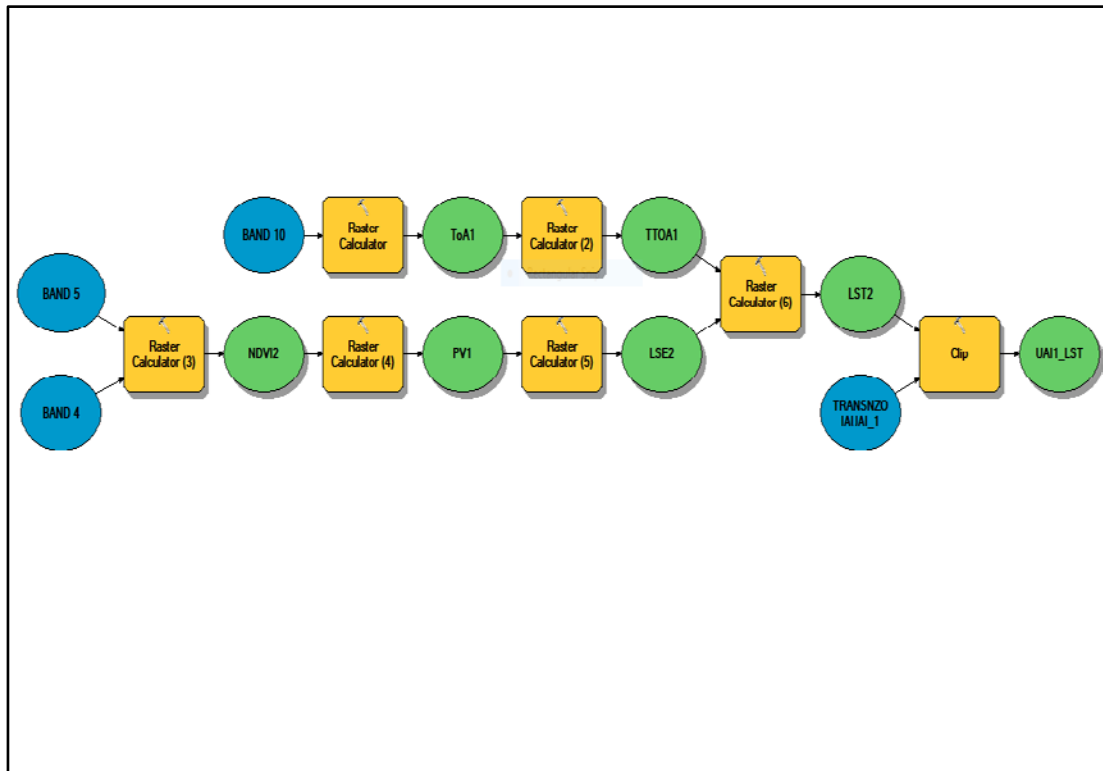 BAND 10
Raster
Calculator
ToA1
Raster
Calculator (2)
TTOA1
BAND 5
Raster
Calculator (6)
LST2
Raster
Calculator (3)
NDVI2
Raster
Calculator (4)
PV1
Raster
Calculator (5)
LSE2
Clip
UAI1_LST
BAND 4
TRANSNZO